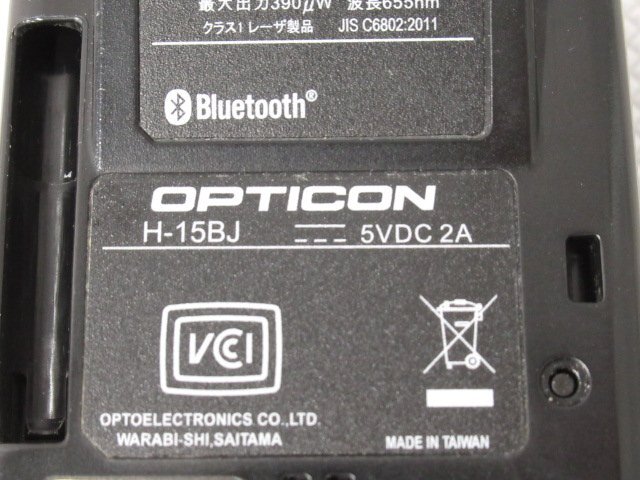 最大出力390μW 波長655nm
クラス1 レーザ製品 JIS C6802:2011
Bluetooth®
OPTICON
H-15BJ 5VDC 2A
VCCI
OPTOELECTRONICS CO.,LTD.
WARABI-SHI,SAITAMA
MADE IN TAIWAN